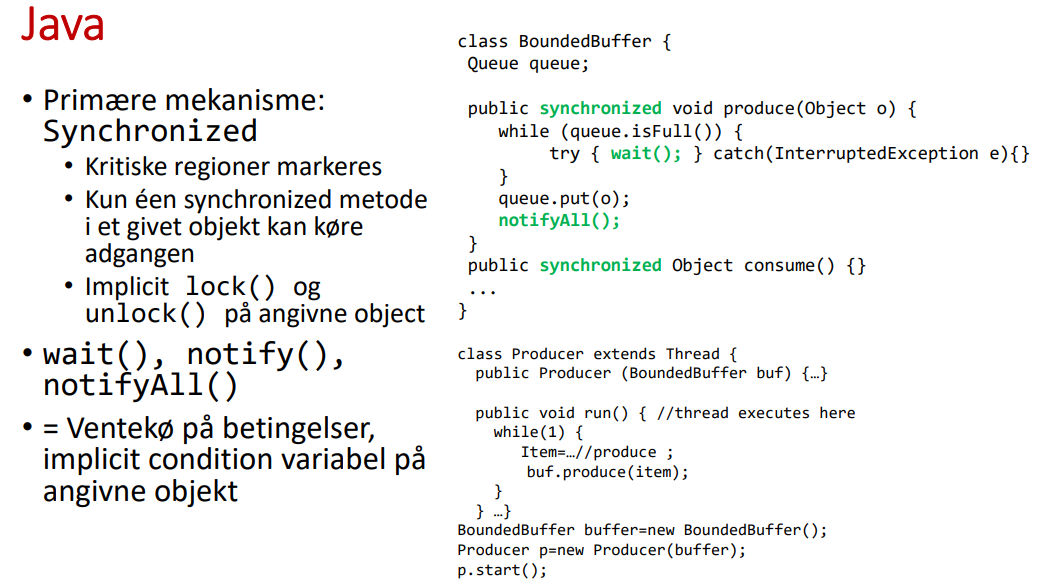 Java
• Primære mekanisme:
Synchronized
• Kritiske regioner markeres
• Kun éen synchronized metode
i et givet objekt kan køre
adgangen
• Implicit lock() og
unlock() på angivne object
• wait(), notify(),
notifyAll()
• = Ventekø på betingelser,
implicit condition variabel på
angivne objekt
class BoundedBuffer {
Queue queue;
public synchronized void produce(Object o) {
while (queue.isFull()) {
try { wait(); } catch(InterruptedException e){}
}
queue.put(o);
notifyAll();
}
public synchronized Object consume() {}
...
}
class Producer extends Thread {
public Producer (BoundedBuffer buf) {…}
public void run() { //thread executes here
while(1) {
Item=…//produce ;
buf.produce(item);
}
} …}
BoundedBuffer buffer=new BoundedBuffer();
Producer p=new Producer(buffer);
p.start();